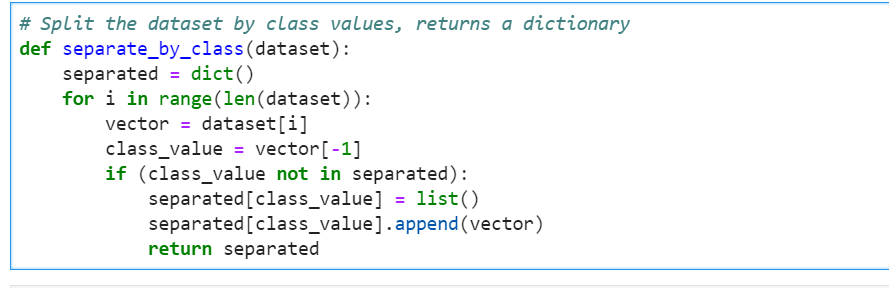 # Split the dataset by class values, returns a dictionary
def separate_by_class(dataset):
    separated = dict()
    for i in range(len(dataset)):
        vector = dataset[i]
        class_value = vector[-1]
        if (class_value not in separated):
            separated[class_value] = list()
            separated[class_value].append(vector)
            return separated